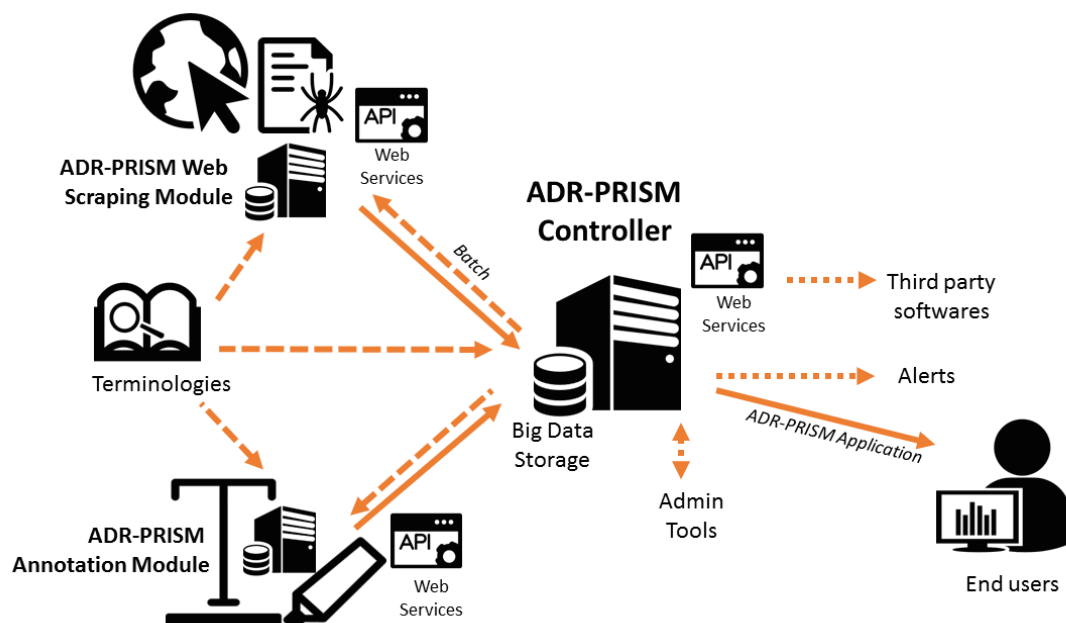 API
Web
Services
ADR-PRISM Web
Scraping Module
ADR-PRISM
Controller
Batch
API
Web
Services
Third party
softwares
Terminologies
Alerts
Big Data
Storage
ADR-PRISM Application
Admin
Tools
ADR-PRISM
Annotation Module
API
Web
Services
End users